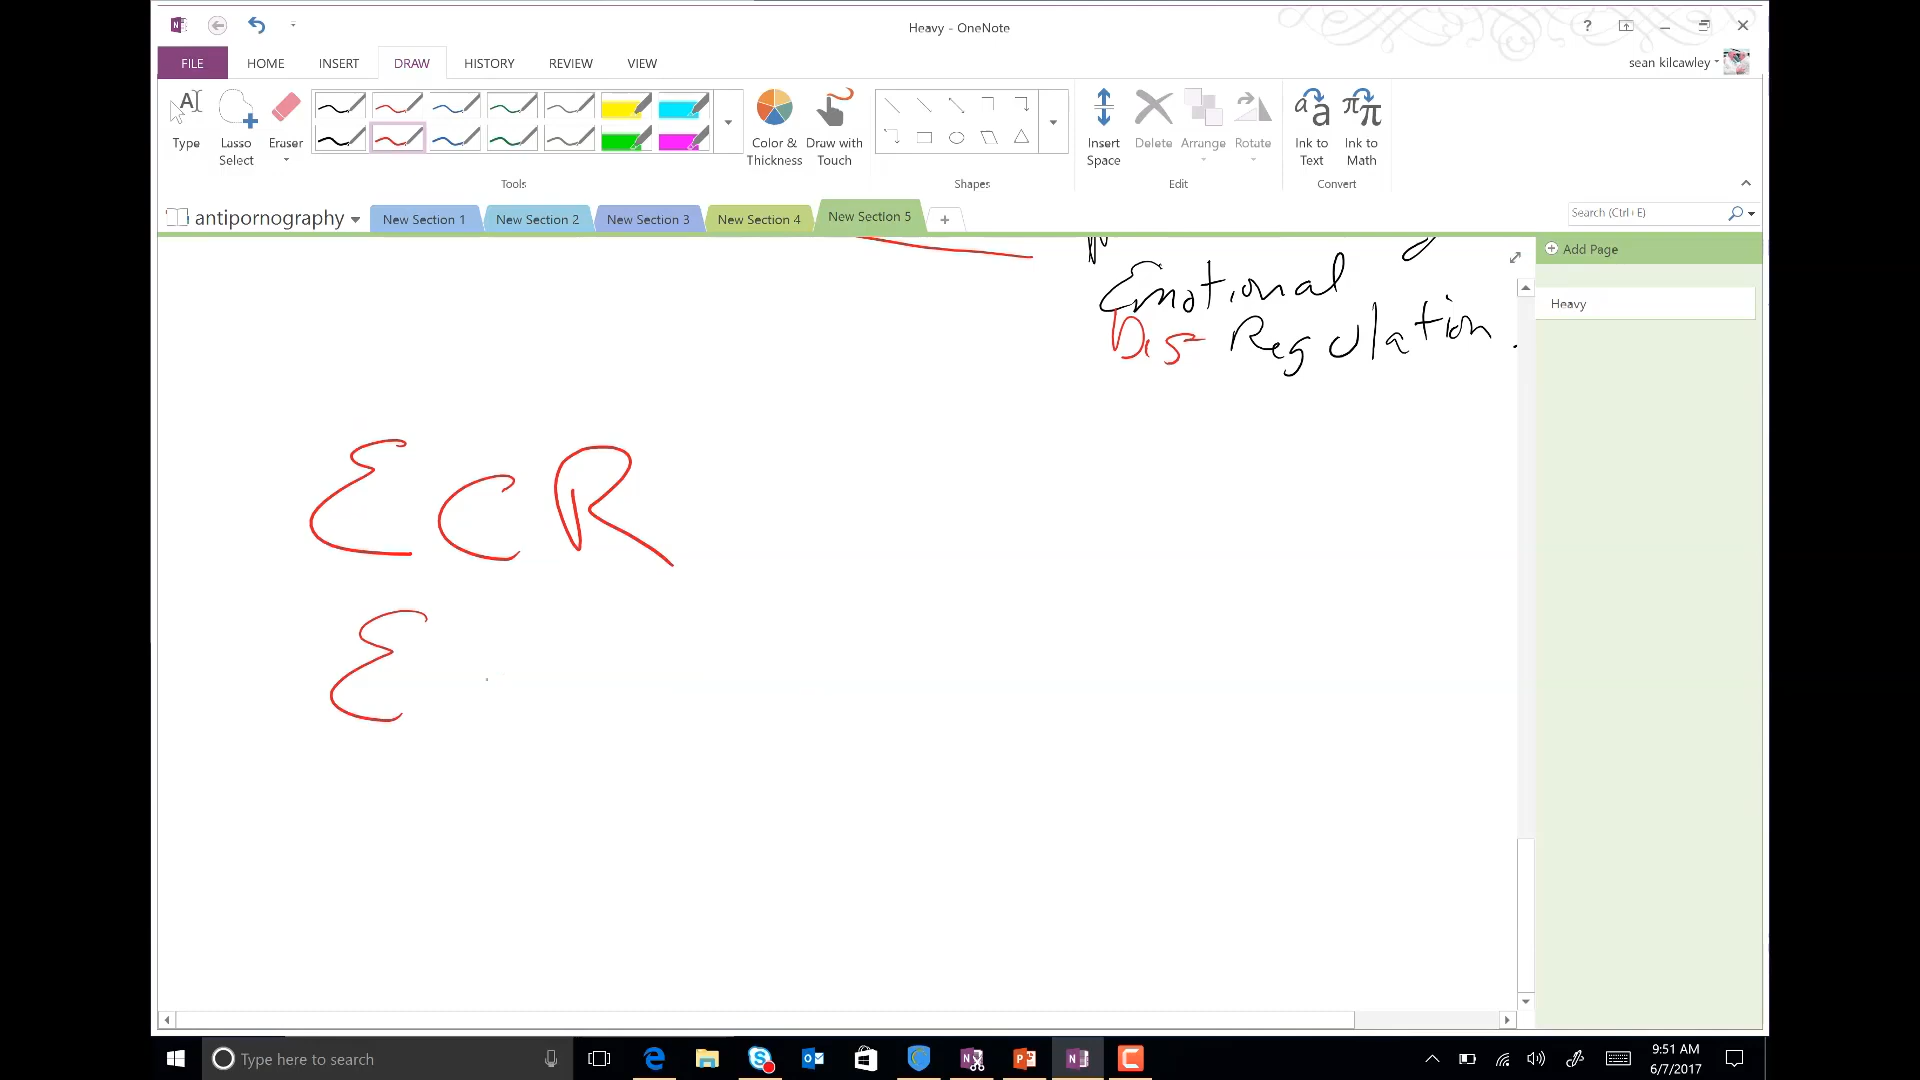 Heavy - OneNote
?
FILE HOME INSERT DRAW HISTORY REVIEW VIEW
sean kilcawley
Type
Lasso Select
Eraser
Color & Thickness
Draw with Touch
Insert Space
Delete
Arrange
Rotate
Ink to Text
Ink to Math
Tools
Shapes
Edit
Convert
antipornography
New Section 1
New Section 2
New Section 3
New Section 4
New Section 5
Search (Ctrl+E)
Add Page
Heavy
Emotional
Dis- Regulation.
ECR
E
Type here to search
9:51 AM
6/7/2017